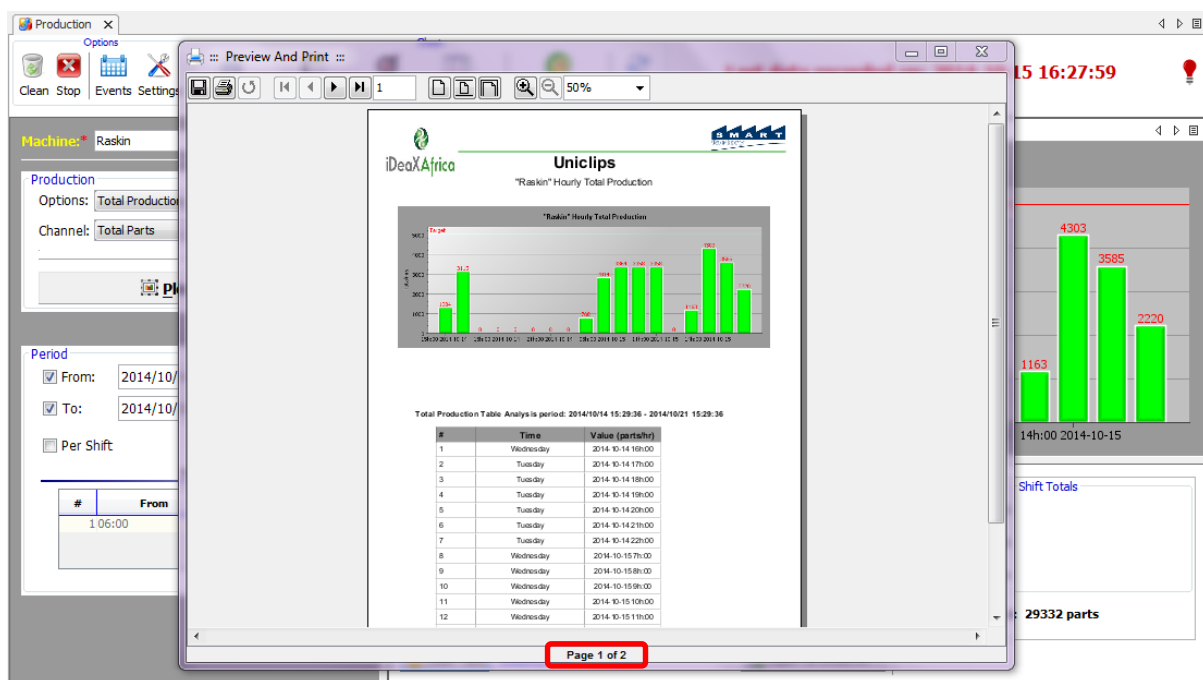 Production
Options
Clean Stop Events Settings
15 16:27:59
::: Preview And Print :::
1
50%
Machine:* Raskin
Production
Options: Total Production
Channel: Total Parts
Period
From: 2014/10/
To: 2014/10/
Per Shift
# From
1 06:00
iDeaXAfrica
SMART
Uniclips
"Raskin" Hourly Total Production
"Raskin" Hourly Total Production
Target
Total Production Table Analysis period: 2014/10/14 15:29:36 - 2014/10/21 15:29:36
# Time Value (parts/hr)
1 Wednesday 2014-10-14 16h:00
2 Tuesday 2014-10-14 17h:00
3 Tuesday 2014-10-14 18h:00
4 Tuesday 2014-10-14 19h:00
5 Tuesday 2014-10-14 20h:00
6 Tuesday 2014-10-14 21h:00
7 Tuesday 2014-10-14 22h:00
8 Wednesday 2014-10-15 7h:00
9 Wednesday 2014-10-15 8h:00
10 Wednesday 2014-10-15 9h:00
11 Wednesday 2014-10-15 10h:00
12 Wednesday 2014-10-15 11h:00
Page 1 of 2
4303
3585
2220
1163
14h:00 2014-10-15
Shift Totals
: 29332 parts